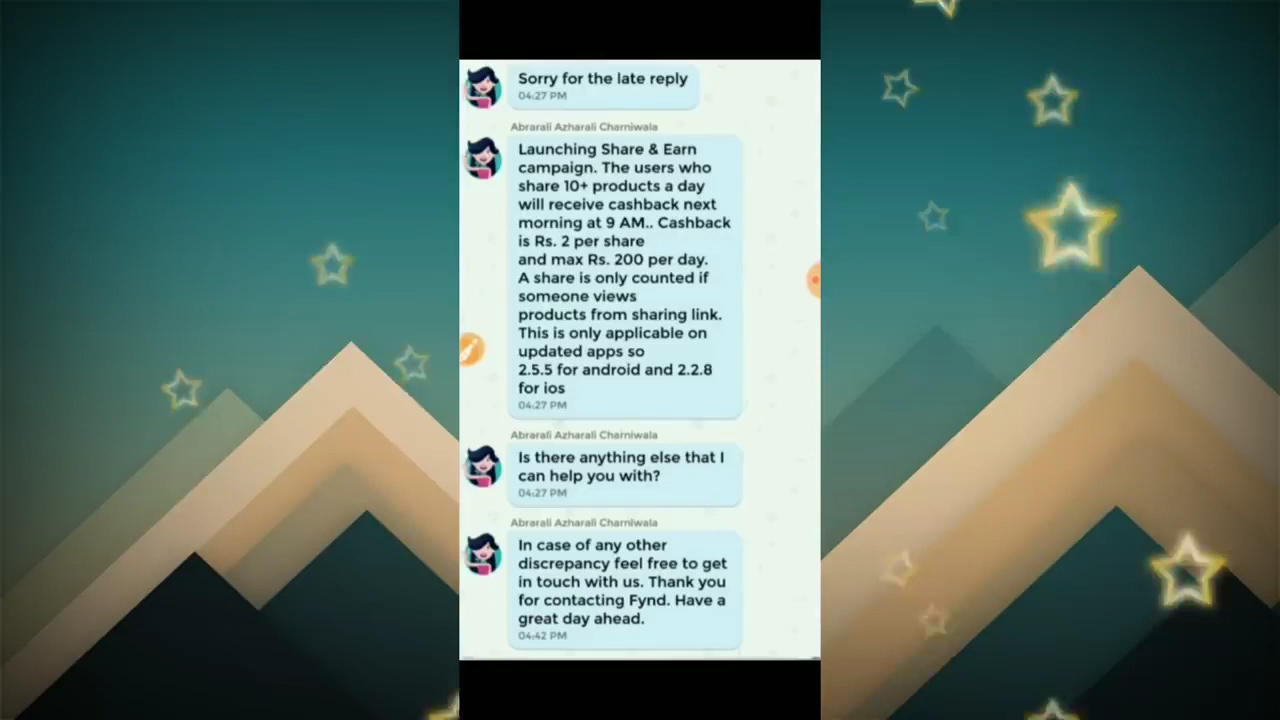 Sorry for the late reply
04:27 PM
Abrarali Azharali Charniwala
Launching Share & Earn
campaign. The users who
share 10+ products a day
will receive cashback next
morning at 9 AM.. Cashback
is Rs. 2 per share
and max Rs. 200 per day.
A share is only counted if
someone views
products from sharing link.
This is only applicable on
updated apps so
2.5.5 for android and 2.2.8
for ios
04:27 PM
Abrarali Azharali Charniwala
Is there anything else that I
can help you with?
04:27 PM
Abrarali Azharali Charniwala
In case of any other
discrepancy feel free to get
in touch with us. Thank you
for contacting Fynd. Have a
great day ahead.
04:42 PM